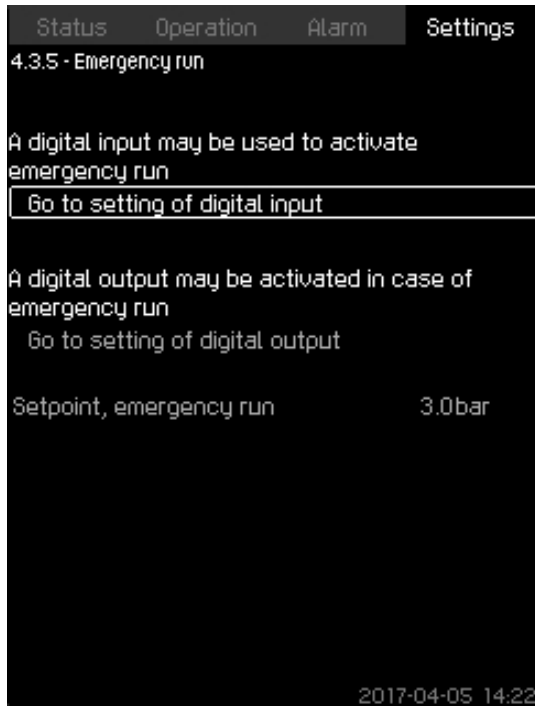 Status Operation Alarm Settings
4.3.5 - Emergency run
A digital input may be used to activate
emergency run
Go to setting of digital input
A digital output may be activated in case of
emergency run
Go to setting of digital output
Setpoint, emergency run 3.0bar
2017-04-05 14:22